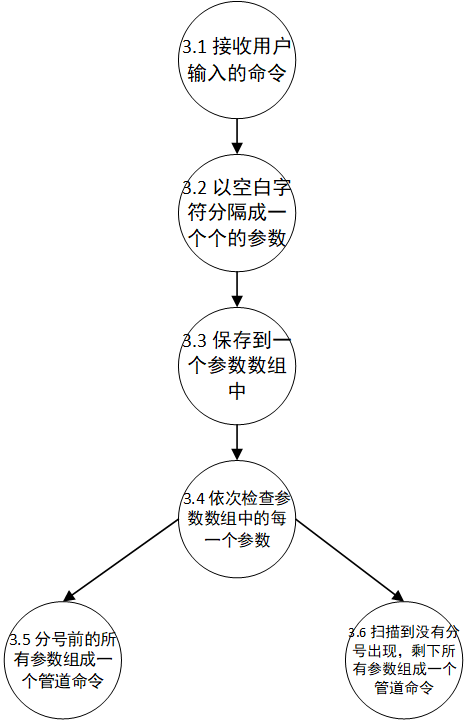 3.1 接收用户
输入的命令
3.2 以空白字
符分隔成一
个个的参数
3.3 保存到一
个参数数组
中
3.4 依次检查参
数数组中的每
一个参数
3.5 分号前的所
有参数组成一
个管道命令
3.6 扫描到没有分
号出现，剩下所
有参数组成一个
管道命令